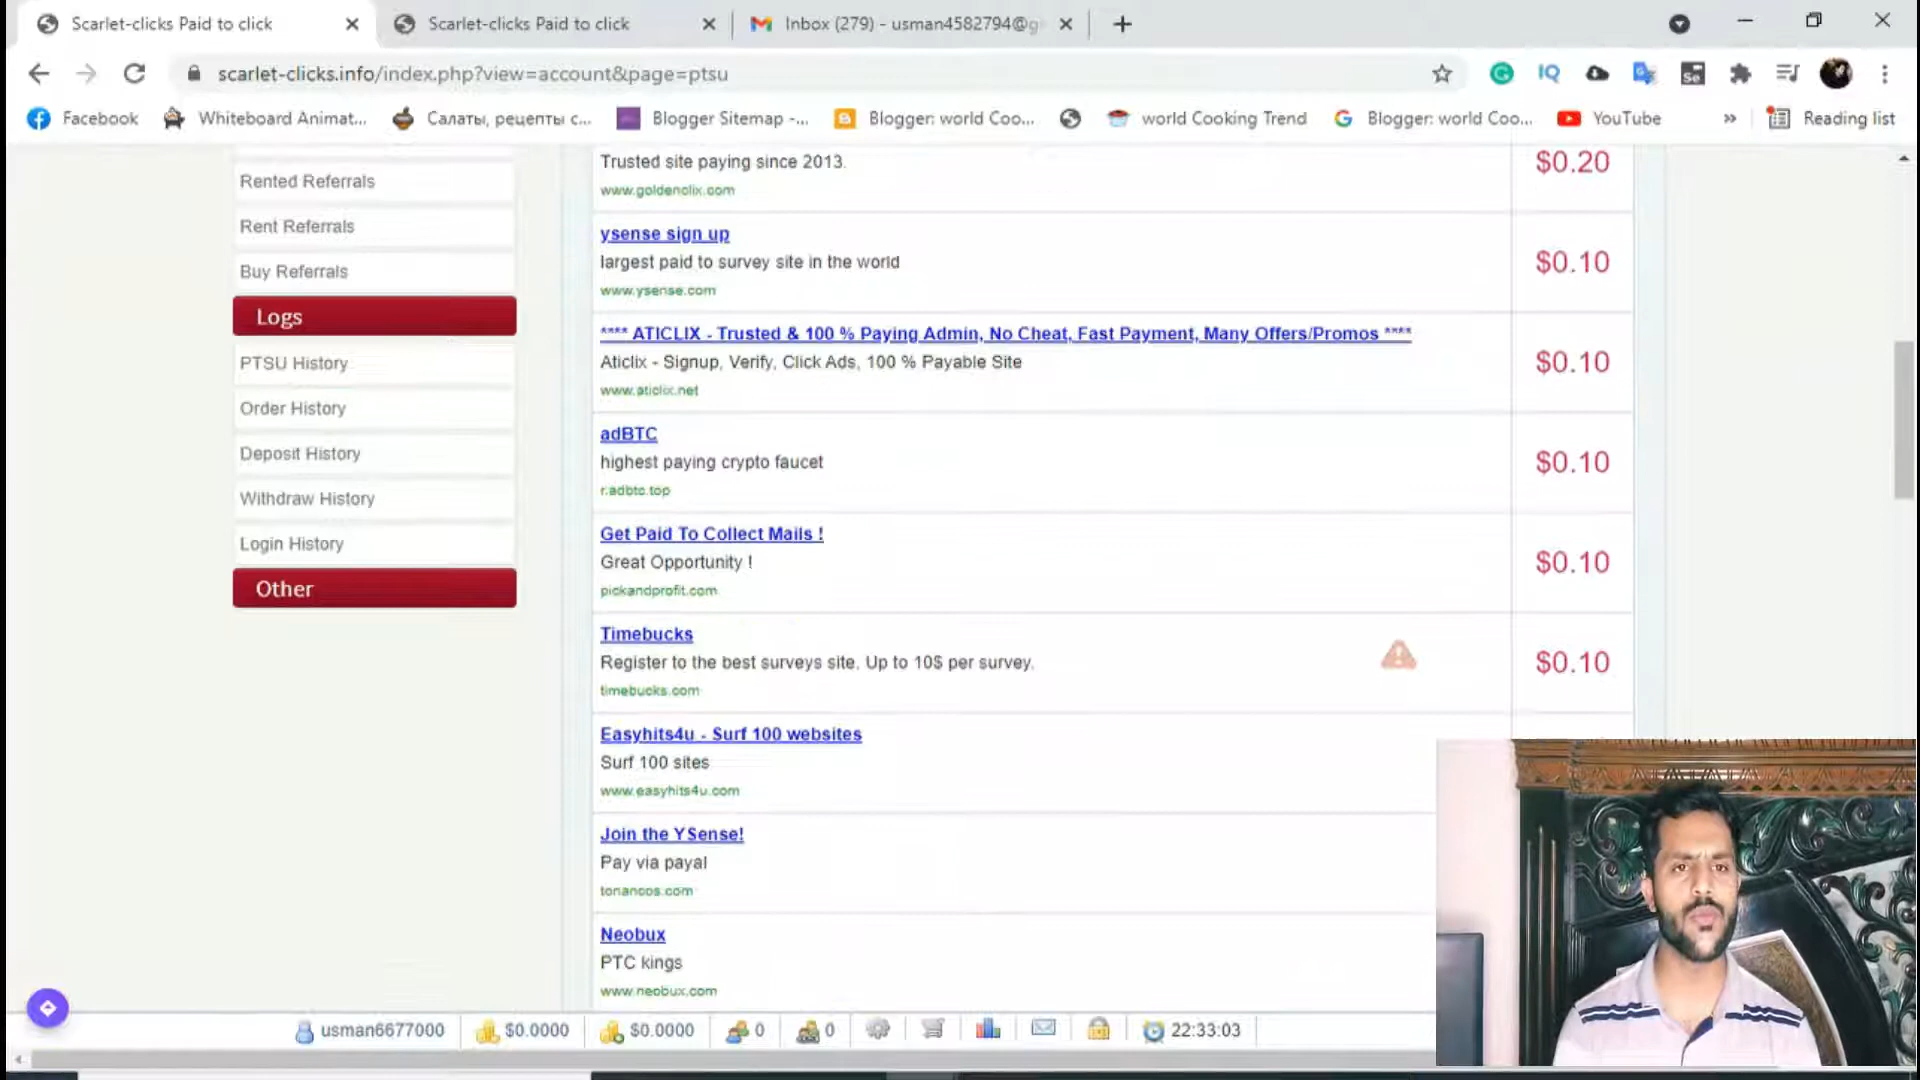 Scarlet-clicks Paid to click
Scarlet-clicks Paid to click
Inbox (279) - usman4582794@g
scarlet-clicks.info/index.php?view=account&page=ptsu
Facebook
Whiteboard Animat...
Салаты, рецепты с...
Blogger Sitemap -...
Blogger: world Coo...
world Cooking Trend
Blogger: world Coo...
YouTube
»
Reading list
Rented Referrals
Rent Referrals
Buy Referrals
Logs
PTSU History
Order History
Deposit History
Withdraw History
Login History
Other
Trusted site paying since 2013.
www.goldenclix.com
$0.20
ysense sign up
largest paid to survey site in the world
www.ysense.com
$0.10
**** ATICLIX - Trusted & 100 % Paying Admin, No Cheat, Fast Payment, Many Offers/Promos ****
Aticlix - Signup, Verify, Click Ads, 100 % Payable Site
www.aticlix.net
$0.10
adBTC
highest paying crypto faucet
r.adbtc.top
$0.10
Get Paid To Collect Mails !
Great Opportunity !
pickandprofit.com
$0.10
Timebucks
Register to the best surveys site. Up to 10$ per survey.
timebucks.com
$0.10
Easyhits4u - Surf 100 websites
Surf 100 sites
www.easyhits4u.com
Join the YSense!
Pay via payal
tonancos.com
Neobux
PTC kings
www.neobux.com
usman6677000
$0.0000
$0.0000
0
0
22:33:03